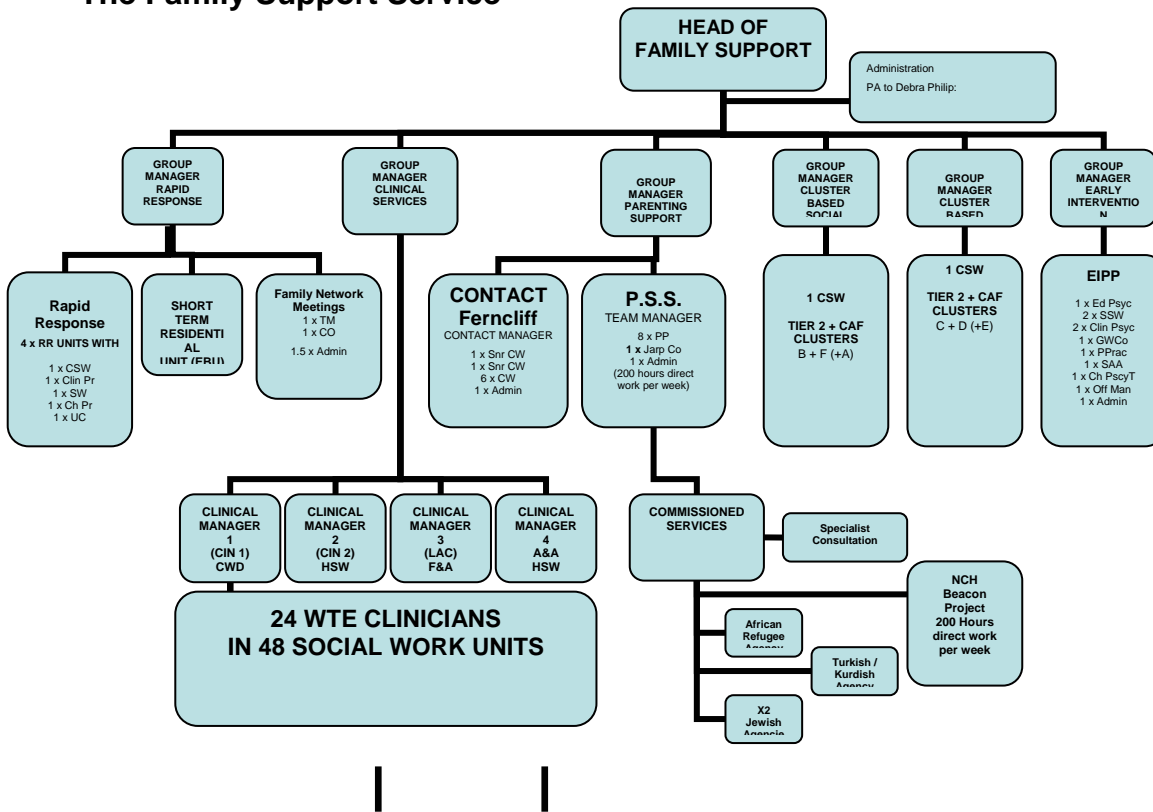 The Family Support Service
HEAD OF
FAMILY SUPPORT
Administration
PA to Debra Philip:
GROUP
MANAGER
RAPID
RESPONSE
GROUP
MANAGER
CLINICAL
SERVICES
GROUP
MANAGER
PARENTING
SUPPORT
GROUP
MANAGER
CLUSTER
BASED
SOCIAL
GROUP
MANAGER
CLUSTER
BASED
GROUP
MANAGER
EARLY
INTERVENTIO
N
Rapid
Response
4 x RR UNITS WITH
1 x CSW
1 x Clin Pr
1 x SW
1 x Ch Pr
1 x UC
SHORT
TERM
RESIDENTI
AL
UNIT (FBU)
Family Network
Meetings
1 x TM
1 x CO
1.5 x Admin
CONTACT
Ferncliff
CONTACT MANAGER
1 x Snr CW
1 x Snr CW
6 x CW
1 x Admin
P.S.S.
TEAM MANAGER
8 x PP
1 x Jarp Co
1 x Admin
(200 hours direct
work per week)
1 CSW
TIER 2 + CAF
CLUSTERS
B + F (+A)
1 CSW
TIER 2 + CAF
CLUSTERS
C + D (+E)
EIPP
1 x Ed Psyc
2 x SSW
2 x Clin Psyc
1 x GWCo
1 x PPrac
1 x SAA
1 x Ch PscyT
1 x Off Man
1 x Admin
CLINICAL
MANAGER
1
(CIN 1)
CWD
CLINICAL
MANAGER
2
(CIN 2)
HSW
CLINICAL
MANAGER
3
(LAC)
F&A
CLINICAL
MANAGER
4
A&A
HSW
24 WTE CLINICIANS
IN 48 SOCIAL WORK UNITS
COMMISSIONED
SERVICES
Specialist
Consultation
NCH
Beacon
Project
200 Hours
direct work
per week
African
Refugee
Agency
Turkish /
Kurdish
Agency
X2
Jewish
Agencie